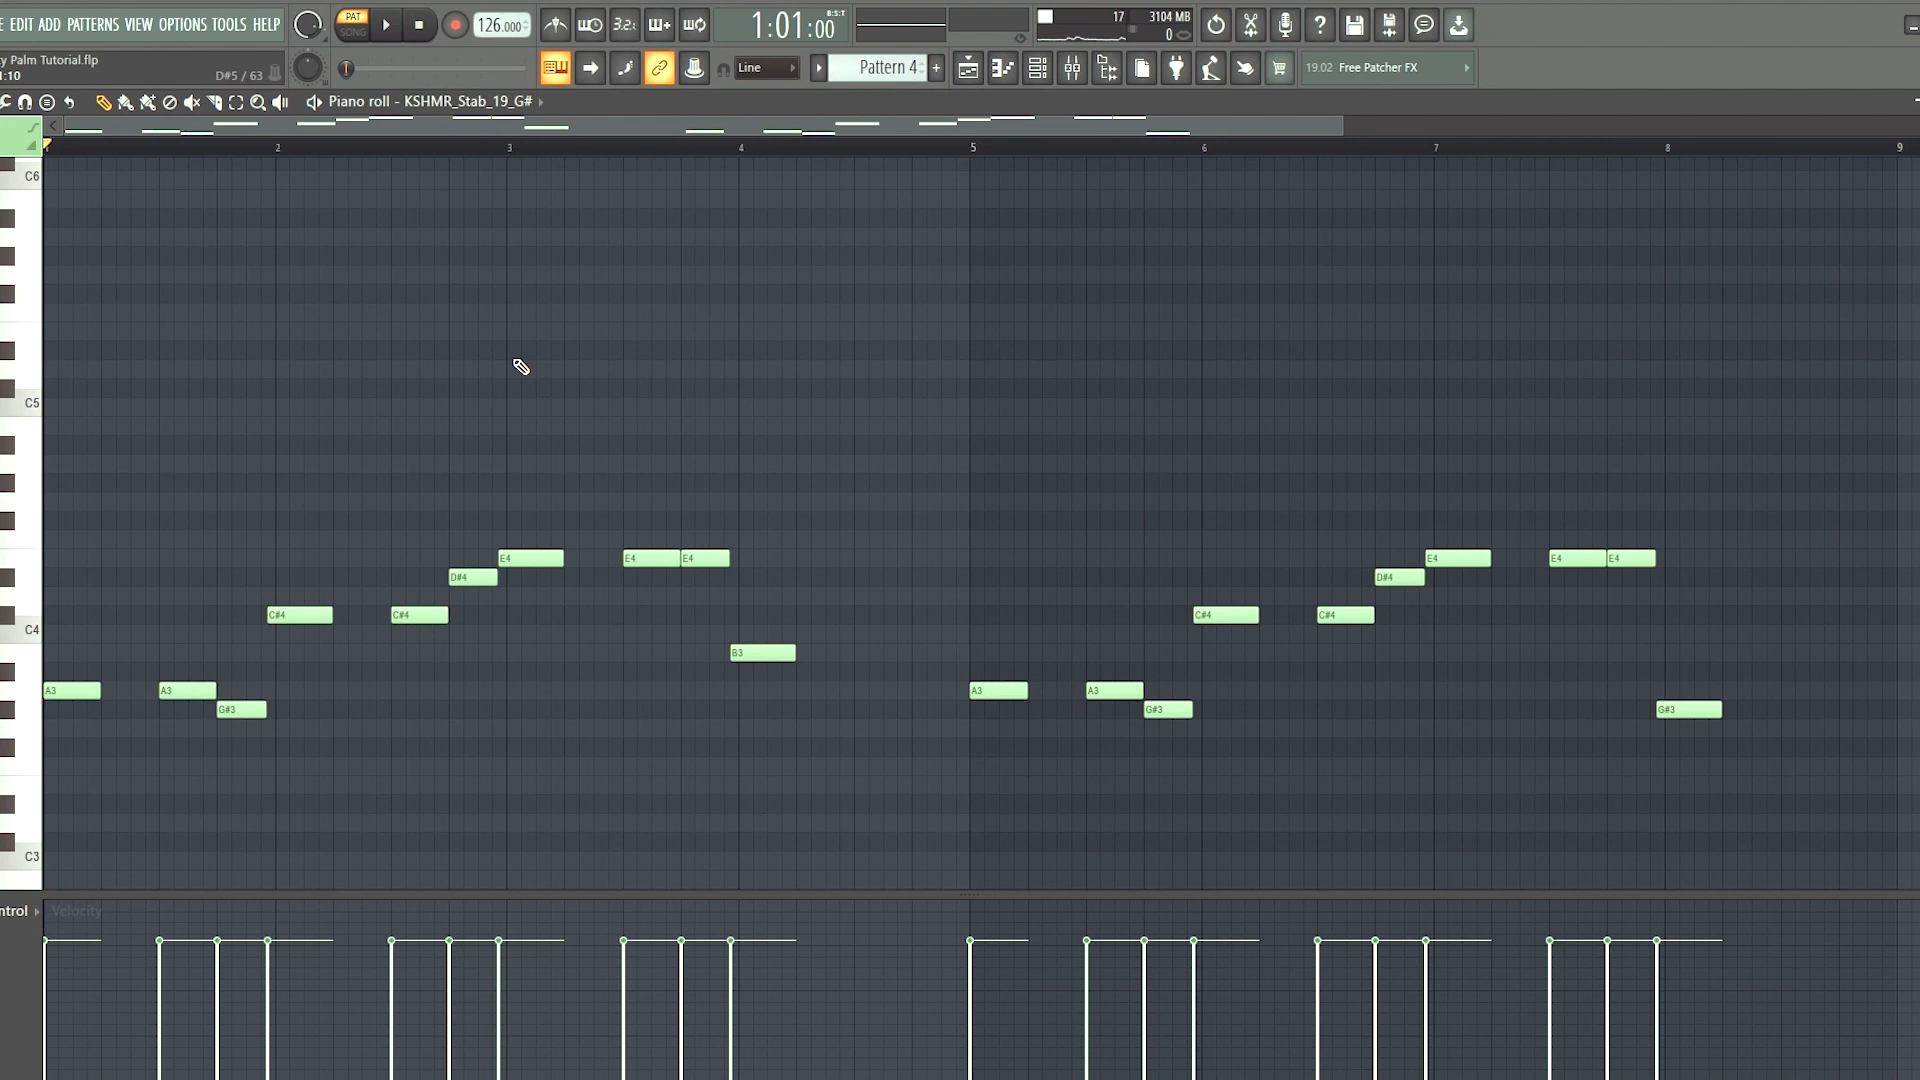 E EDIT ADD PATTERNS VIEW OPTIONS TOOLS HELP
PAT
SONG
126.000
3.2.
1:01:00
B:S:T
17
3104 MB
0
y Palm Tutorial.flp
1:10
D#5 / 63
Line
Pattern 4
19.02 Free Patcher FX
Piano roll - KSHMR_Stab_19_G#
2 3 4 5 6 7 8 9
C6
C5
E4 E4 E4 E4 E4 E4
D#4 D#4
C#4 C#4 C#4 C#4
C4
B3
A3 A3 A3 A3
G#3 G#3 G#3
C3
ntrol
Velocity